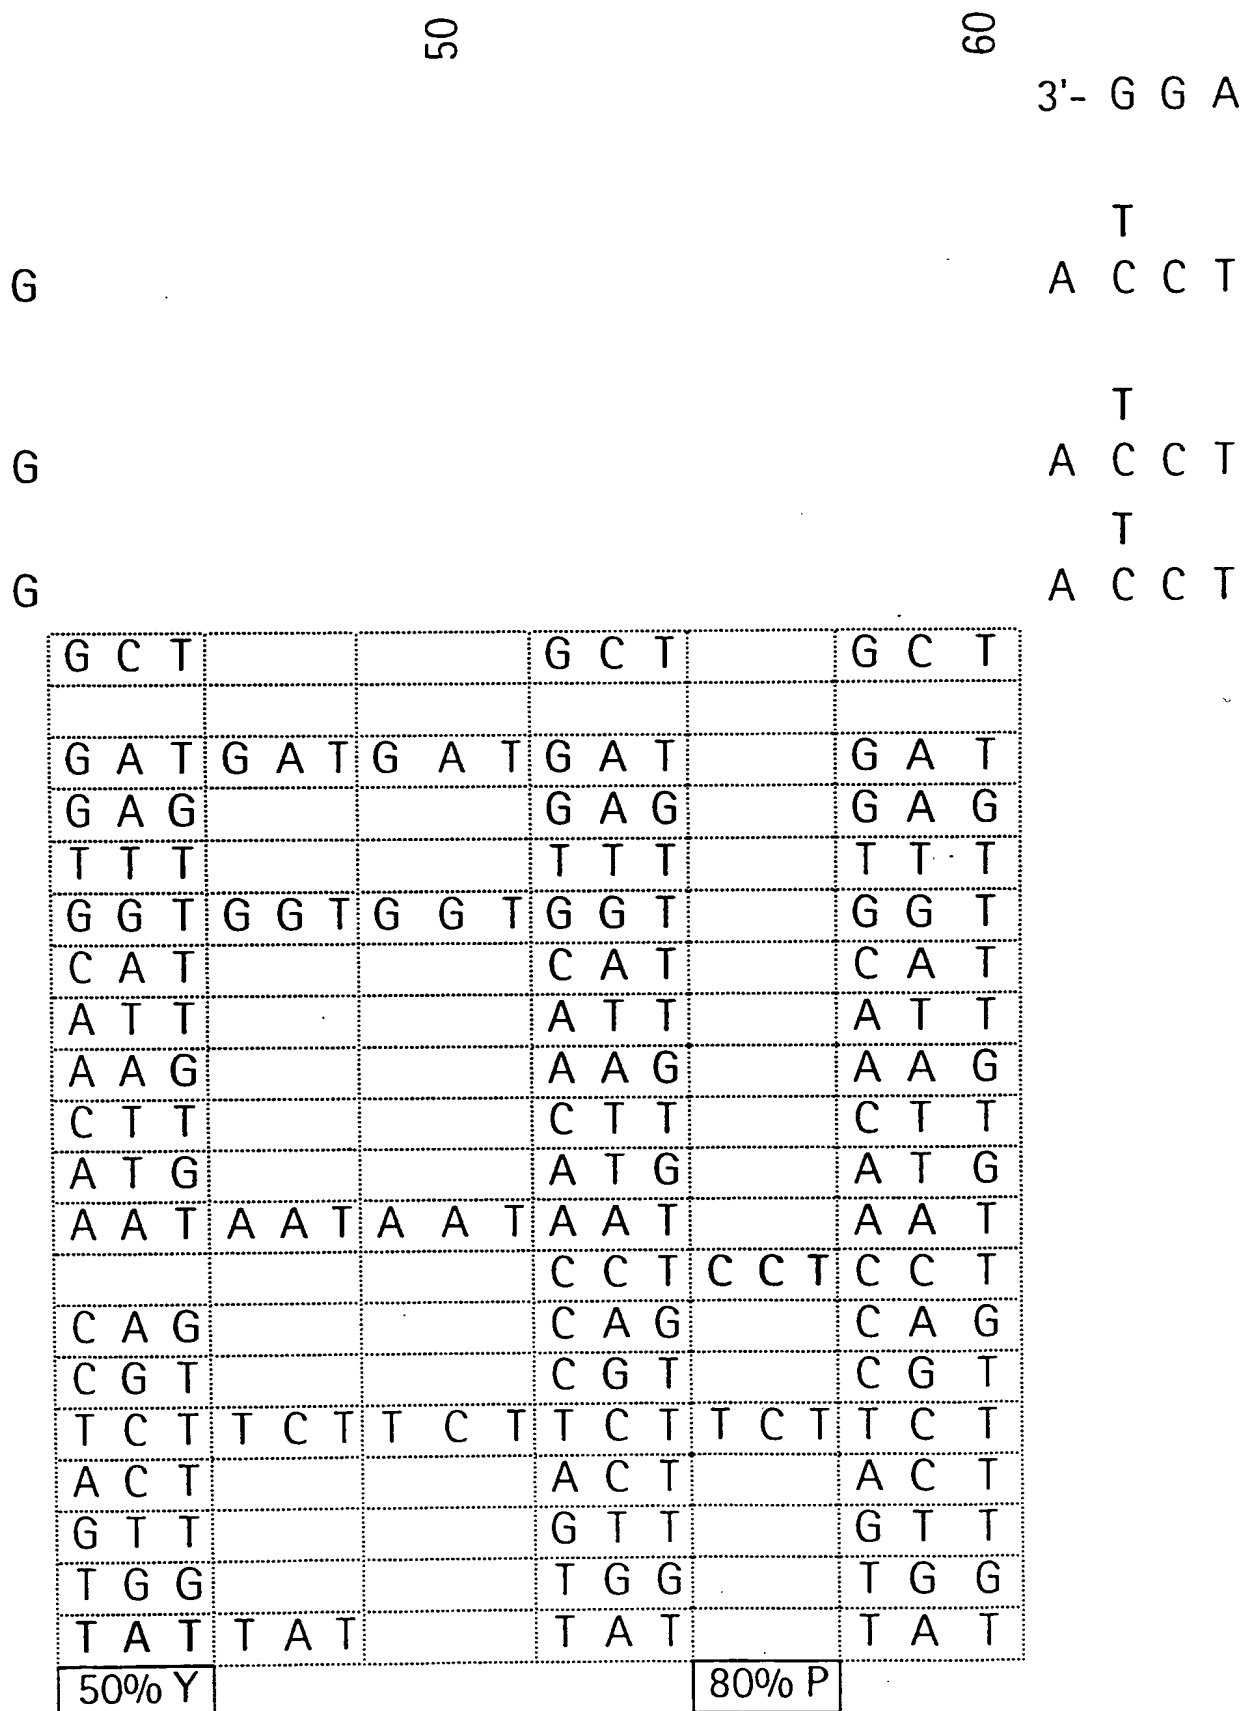 50 60
3'- G G A
T
G A C C T
T
G A C C T
T
G A C C T
G C T G C T G C T
G A T G A T G A T G A T G A T
G A G G A G G A G
T T T T T T T T T
G G T G G T G G T G G T G G T
C A T C A T C A T
A T T A T T A T T
A A G A A G A A G
C T T C T T C T T
A T G A T G A T G
A A T A A T A A T A A T A A T
C C T C C T C C T
C A G C A G C A G
C G T C G T C G T
T C T T C T T C T T C T T C T T C T
A C T A C T A C T
G T T G T T G T T
T G G T G G T G G
T A T T A T T A T T A T
50% Y 80% P